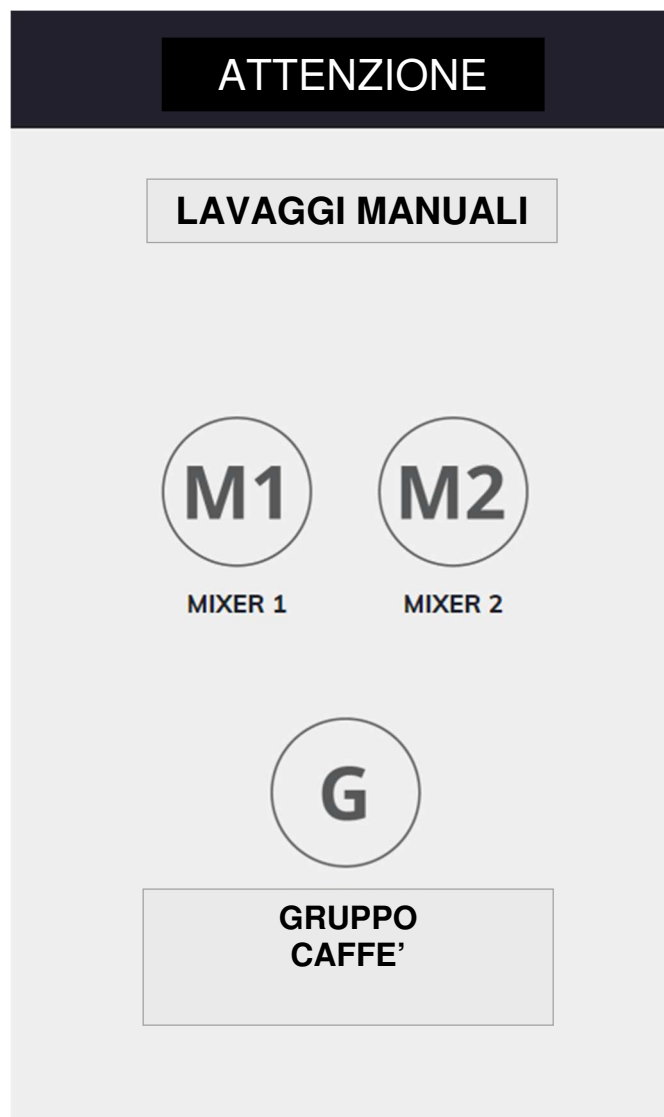 ATTENZIONE
LAVAGGI MANUALI
M1 M2
MIXER 1 MIXER 2
G
GRUPPO
CAFFE’